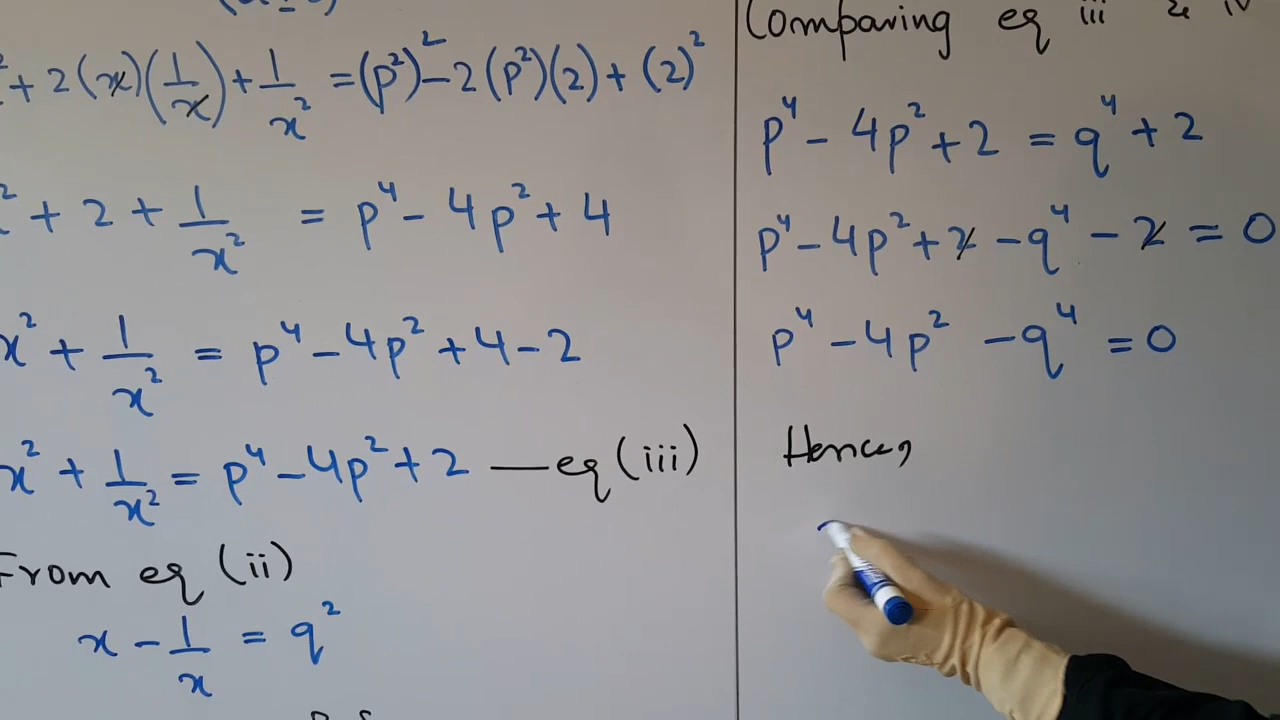 ² + 2(x)(1/x) + 1/x² = (p²)² - 2(p²)(2) + (2)²
² + 2 + 1/x² = p⁴ - 4p² + 4
x² + 1/x² = p⁴ - 4p² + 4 - 2
x² + 1/x² = p⁴ - 4p² + 2 — eq (iii)
From eq (ii)
x - 1/x = q²
Comparing eq iii & iv
p⁴ - 4p² + 2 = q⁴ + 2
p⁴ - 4p² + 2 - q⁴ - 2 = 0
p⁴ - 4p² - q⁴ = 0
Hence,